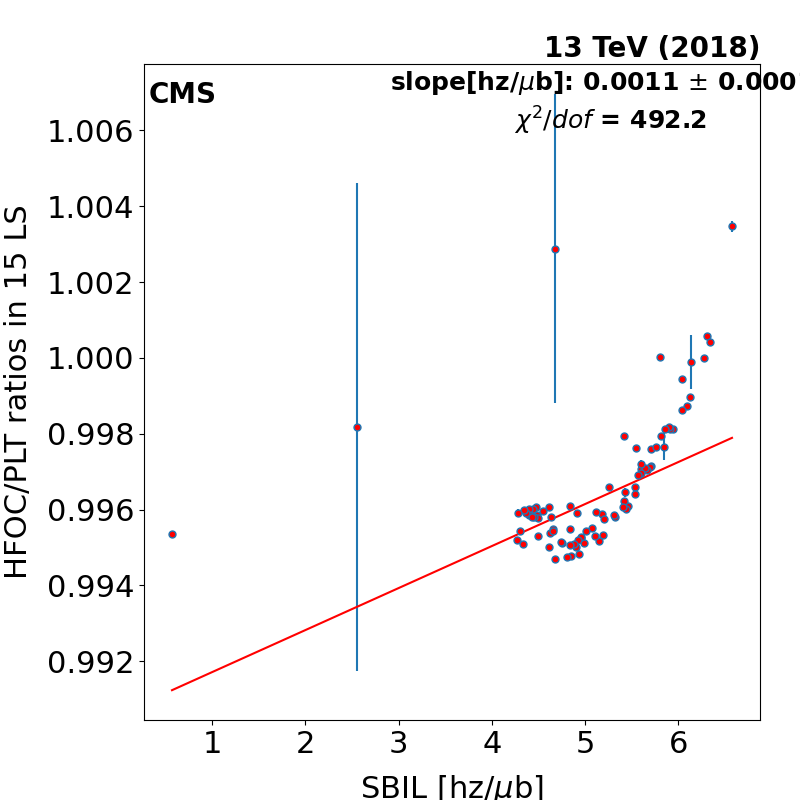 13 TeV (2018)
CMS
slope[hz/μb]: 0.0011 ± 0.000
χ²/dof = 492.2
HFOC/PLT ratios in 15 LS
1.006
1.004
1.002
1.000
0.998
0.996
0.994
0.992
1 2 3 4 5 6
SBIL [hz/μb]